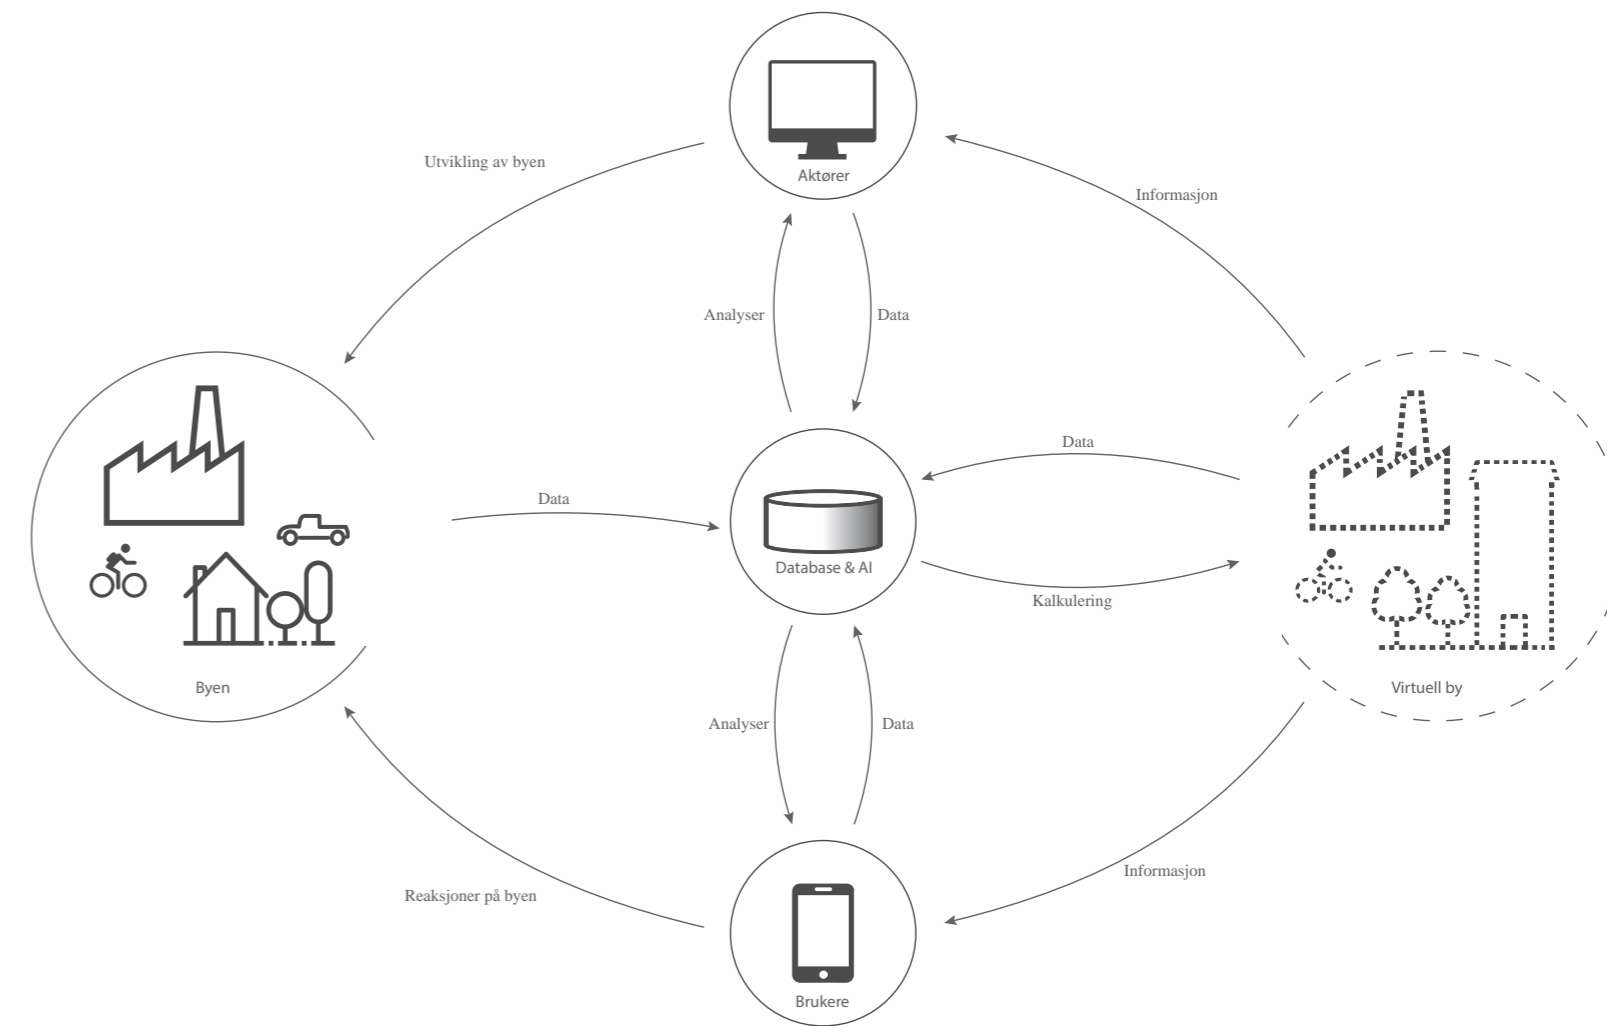 Aktører
Utvikling av byen
Informasjon
Analyser
Data
Data
Data
Database & AI
Kalkulering
Byen
Virtuell by
Analyser
Data
Informasjon
Reaksjoner på byen
Brukere